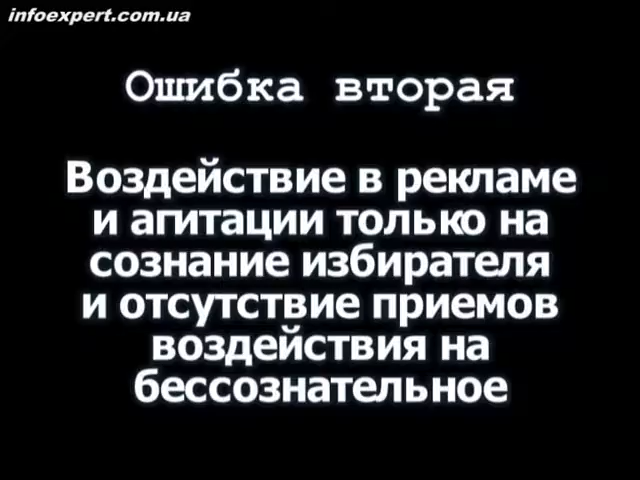 infoexpert.com.ua
Ошибка вторая
Воздействие в рекламе
и агитации только на
сознание избирателя
и отсутствие приемов
воздействия на
бессознательное